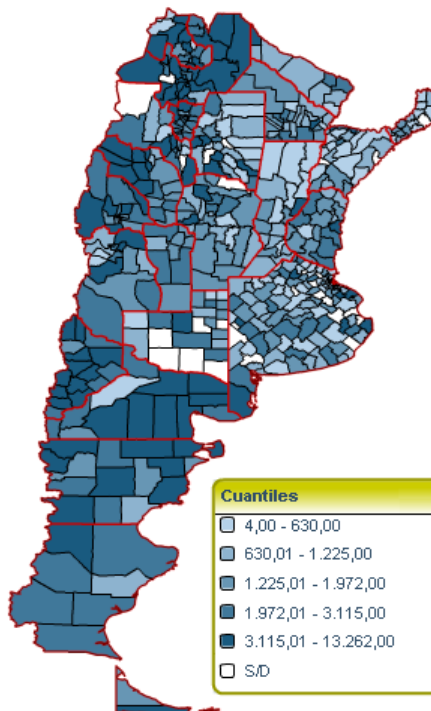 Cuantiles
4,00 - 630,00
630,01 - 1.225,00
1.225,01 - 1.972,00
1.972,01 - 3.115,00
3.115,01 - 13.262,00
S/D